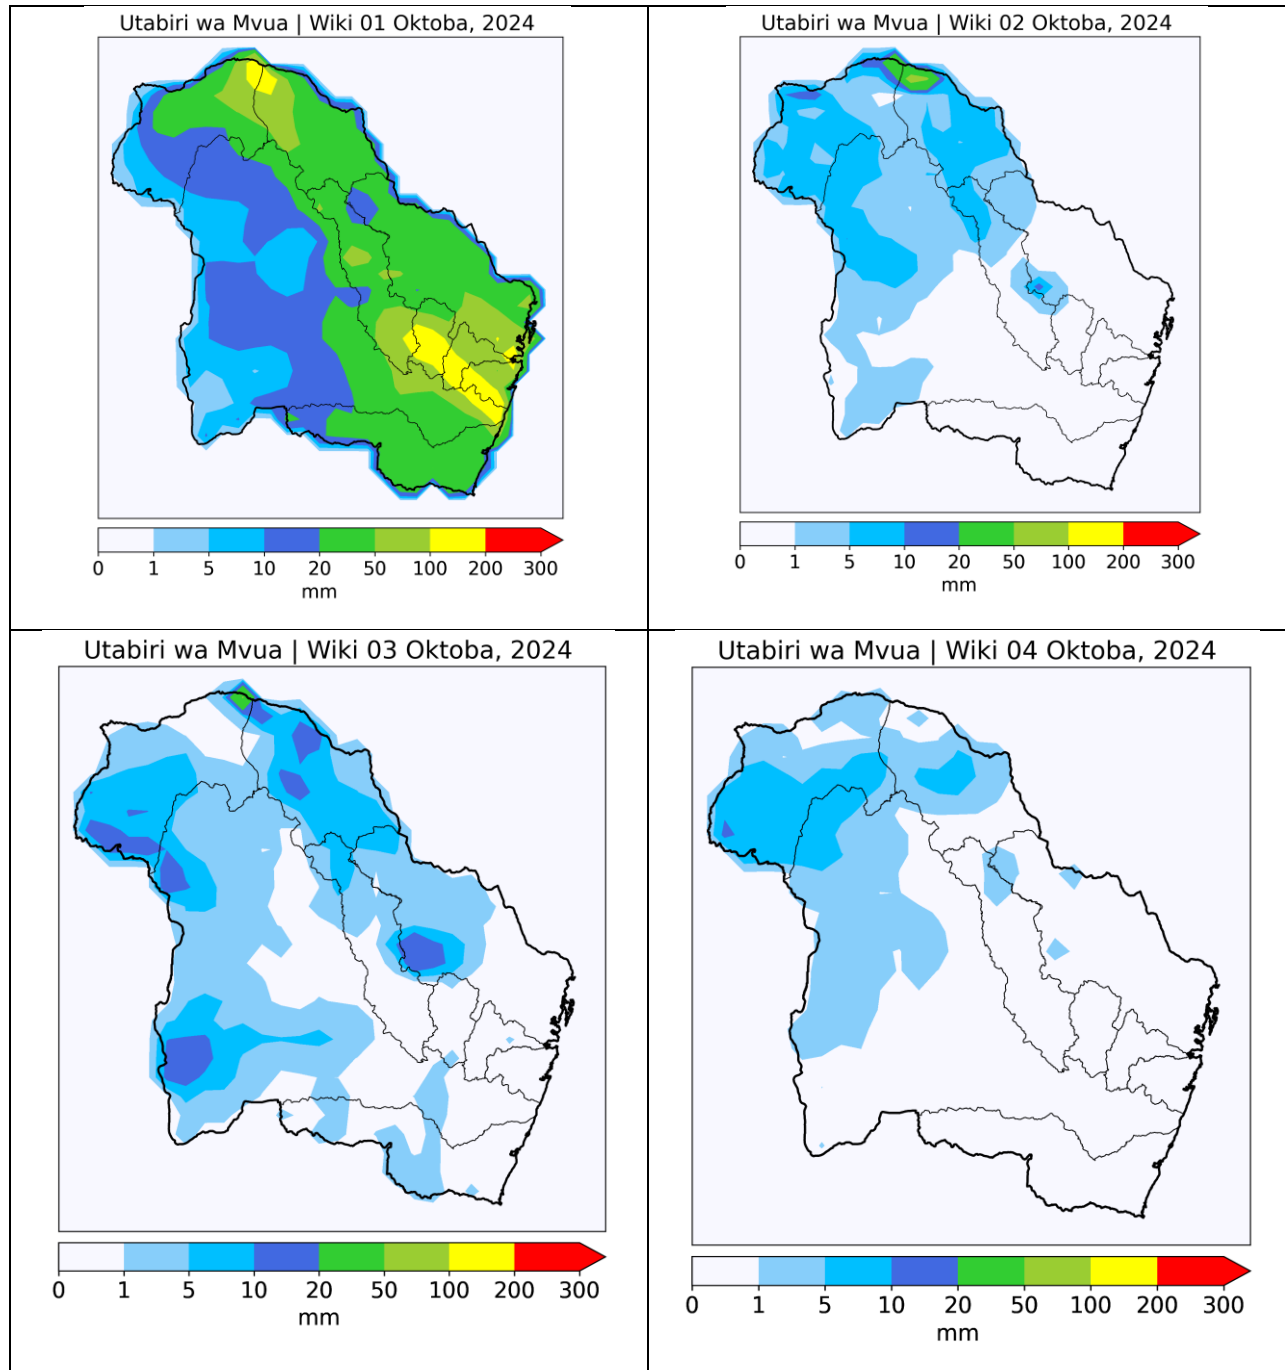 Utabiri wa Mvua | Wiki 01 Oktoba, 2024
0 1 5 10 20 50 100 200 300
mm
Utabiri wa Mvua | Wiki 02 Oktoba, 2024
0 1 5 10 20 50 100 200 300
mm
Utabiri wa Mvua | Wiki 03 Oktoba, 2024
0 1 5 10 20 50 100 200 300
mm
Utabiri wa Mvua | Wiki 04 Oktoba, 2024
0 1 5 10 20 50 100 200 300
mm